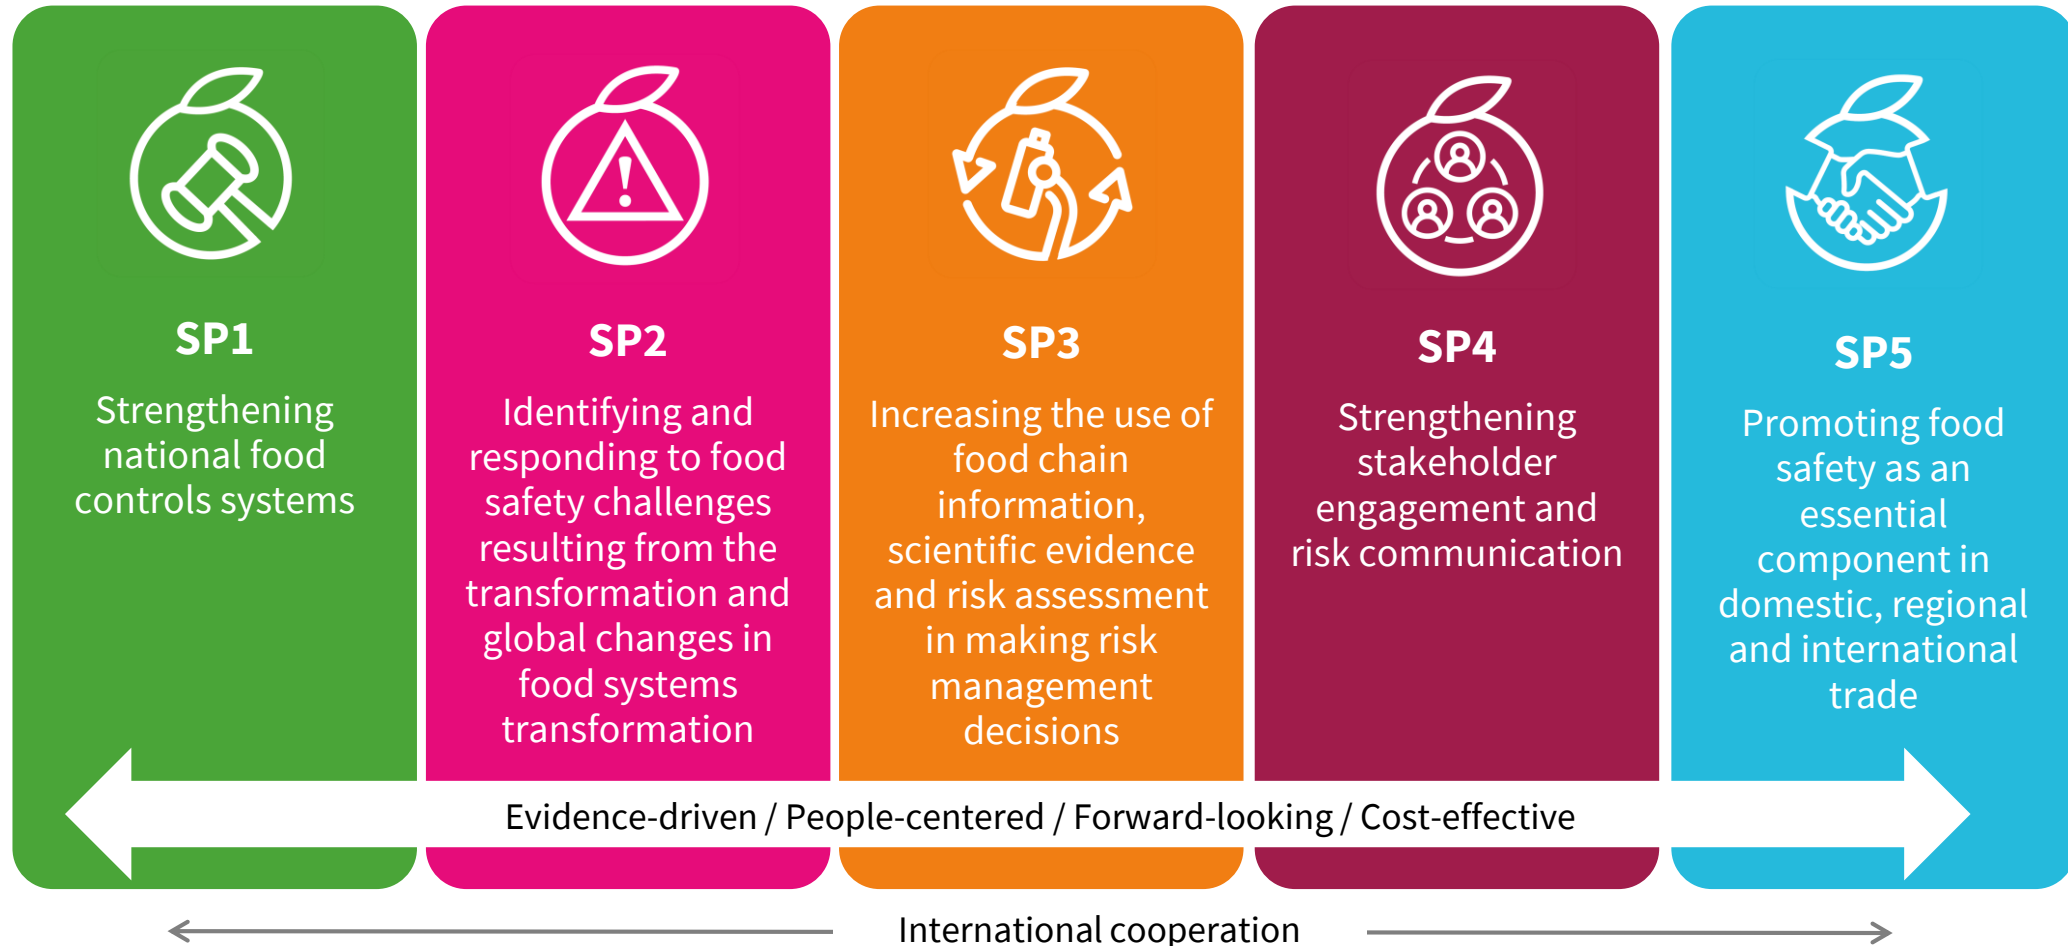 SP1
Strengthening
national food
controls systems
SP2
Identifying and
responding to food
safety challenges
resulting from the
transformation and
global changes in
food systems
transformation
SP3
Increasing the use of
food chain
information,
scientific evidence
and risk assessment
in making risk
management
decisions
SP4
Strengthening
stakeholder
engagement and
risk communication
SP5
Promoting food
safety as an
essential
component in
domestic, regional
and international
trade
Evidence-driven / People-centered / Forward-looking / Cost-effective
International cooperation